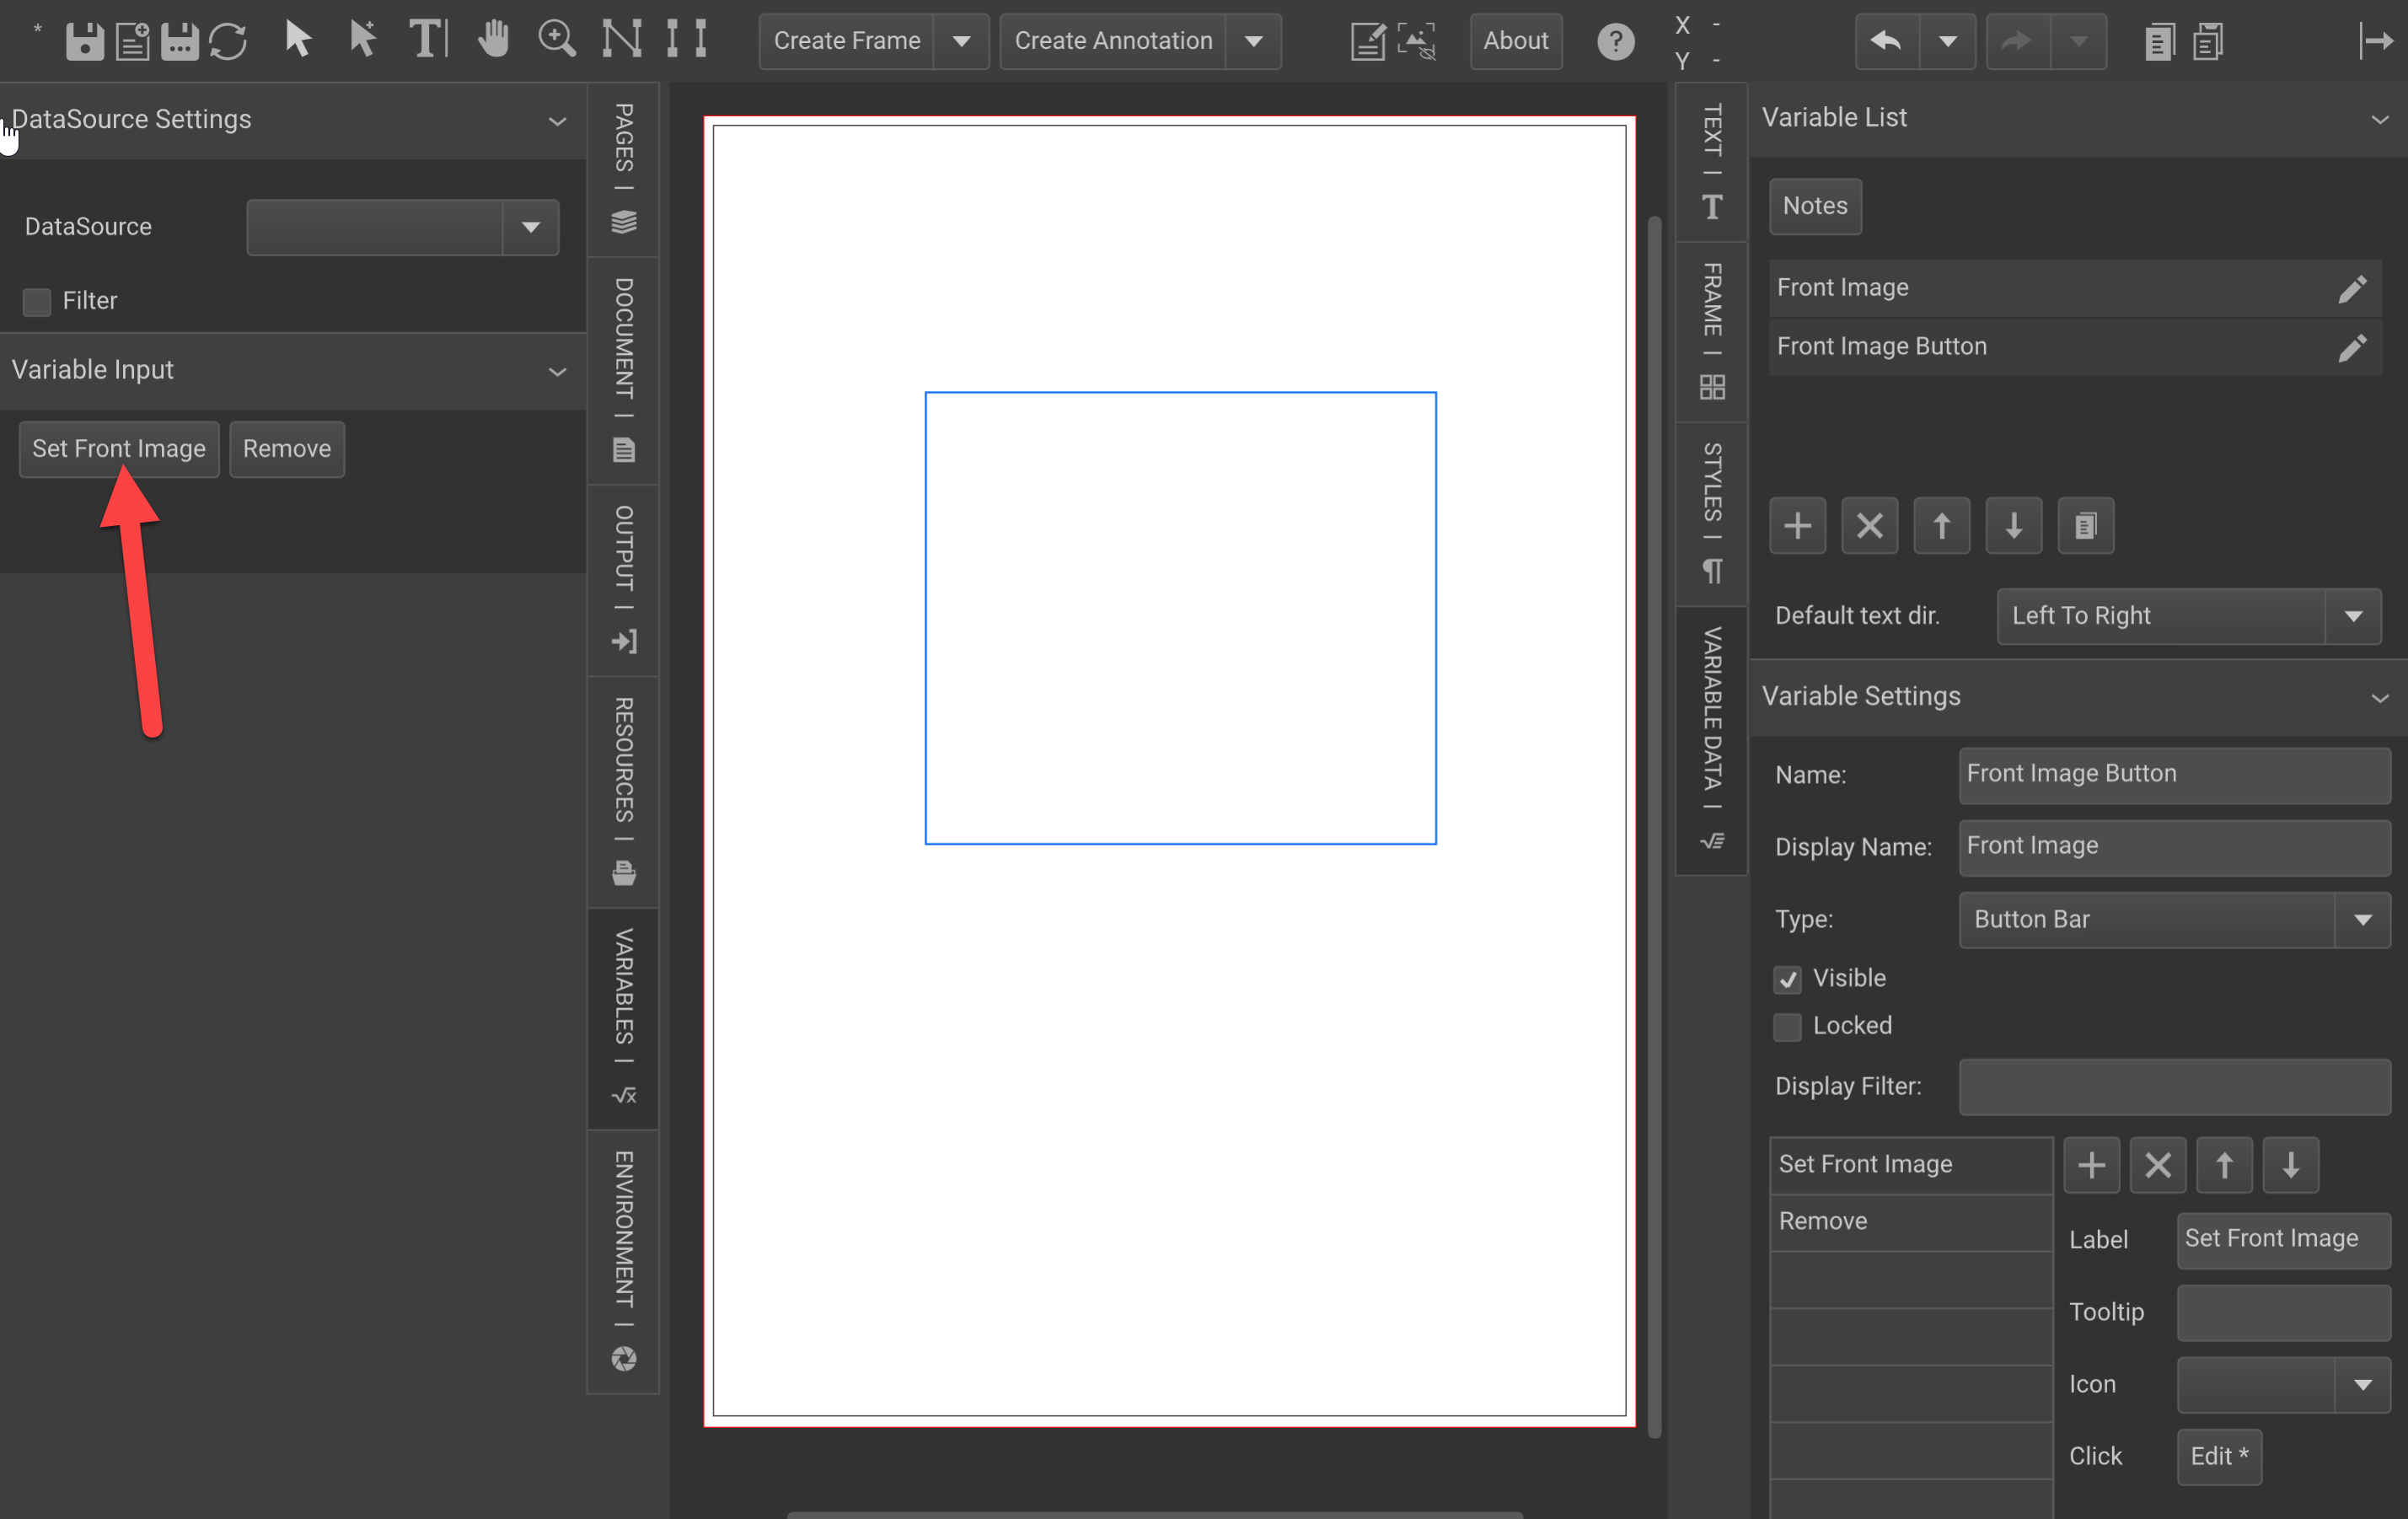 *
T
Create Frame
Create Annotation
About
?
X -
Y -
DataSource Settings
DataSource
Filter
Variable Input
Set Front Image
Remove
PAGES
DOCUMENT
OUTPUT
RESOURCES
VARIABLES
ENVIRONMENT
TEXT
T
FRAME
STYLES
¶
VARIABLE DATA
Variable List
Notes
Front Image
Front Image Button
Default text dir.
Left To Right
Variable Settings
Name:
Front Image Button
Display Name:
Front Image
Type:
Button Bar
Visible
Locked
Display Filter:
Set Front Image
Remove
Label
Set Front Image
Tooltip
Icon
Click
Edit *